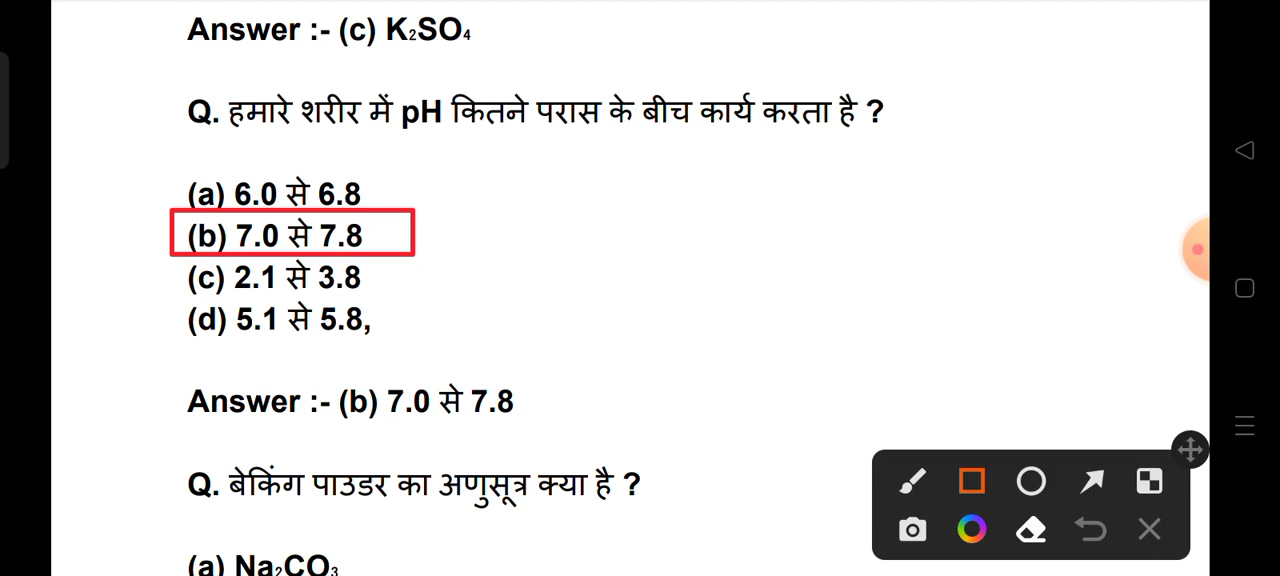 Answer :- (c) K₂SO₄
Q. हमारे शरीर में pH कितने परास के बीच कार्य करता है ?
(a) 6.0 से 6.8
(b) 7.0 से 7.8
(c) 2.1 से 3.8
(d) 5.1 से 5.8,
Answer :- (b) 7.0 से 7.8
Q. बेकिंग पाउडर का अणुसूत्र क्या है ?
(a) Na₂CO₃